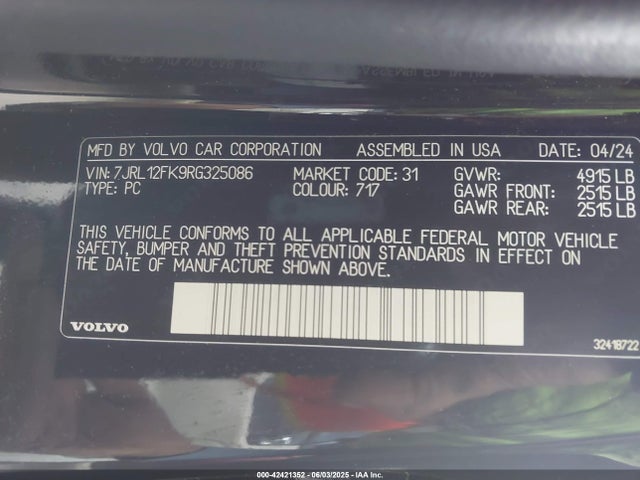 MFD BY VOLVO CAR CORPORATION ASSEMBLED IN USA DATE: 04/24
VIN: 7JRL12FK9RG325086 MARKET CODE: 31 GVWR: 4915 LB
TYPE: PC COLOUR: 717 GAWR FRONT: 2515 LB
GAWR REAR: 2515 LB
THIS VEHICLE CONFORMS TO ALL APPLICABLE FEDERAL MOTOR VEHICLE
SAFETY, BUMPER AND THEFT PREVENTION STANDARDS IN EFFECT ON
THE DATE OF MANUFACTURE SHOWN ABOVE.
VOLVO
32418722
000-42421352 - 06/03/2025 - IAA Inc.